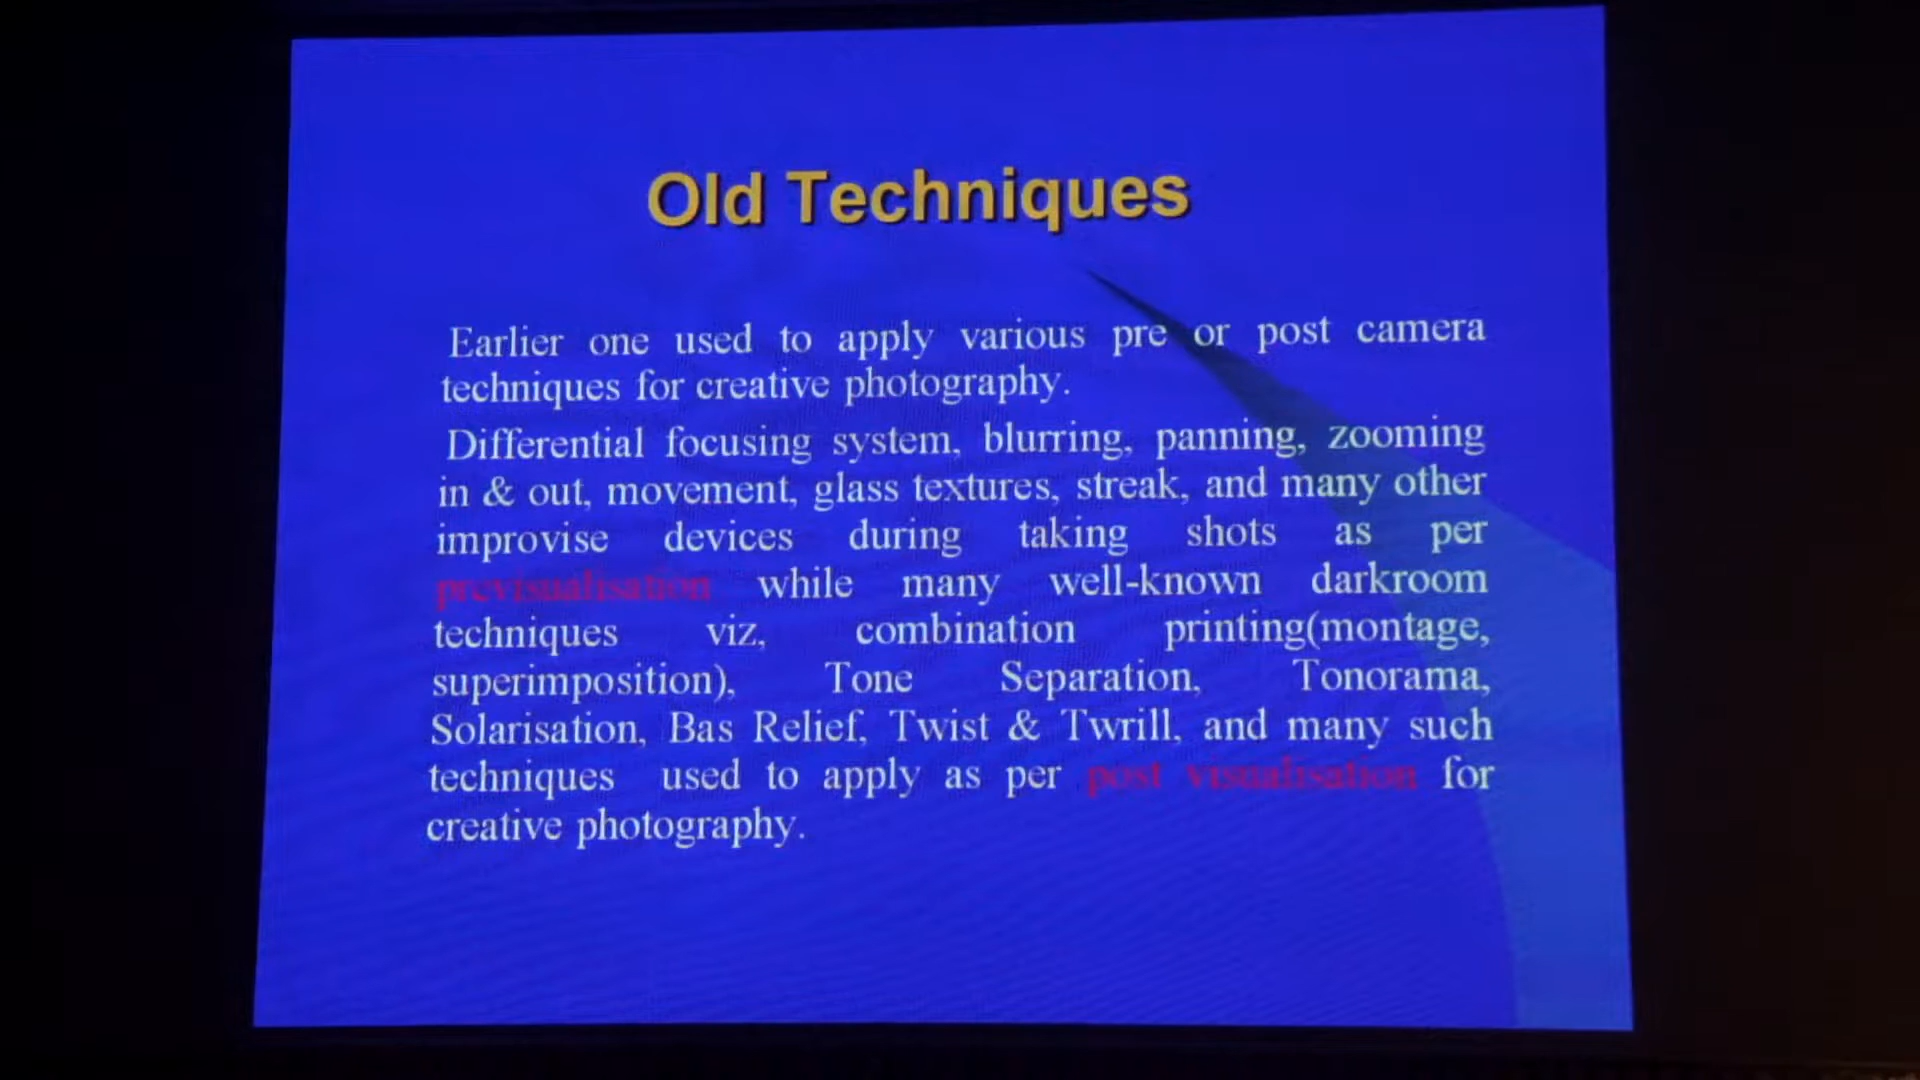 Old Techniques
Earlier one used to apply various pre or post camera
techniques for creative photography.
Differential focusing system, blurring, panning, zooming
in & out, movement, glass textures, streak, and many other
improvise devices during taking shots as per
previsualisation while many well-known darkroom
techniques viz, combination printing(montage,
superimposition), Tone Separation, Tonorama,
Solarisation, Bas Relief, Twist & Twrill, and many such
techniques used to apply as per post visualisation for
creative photography.